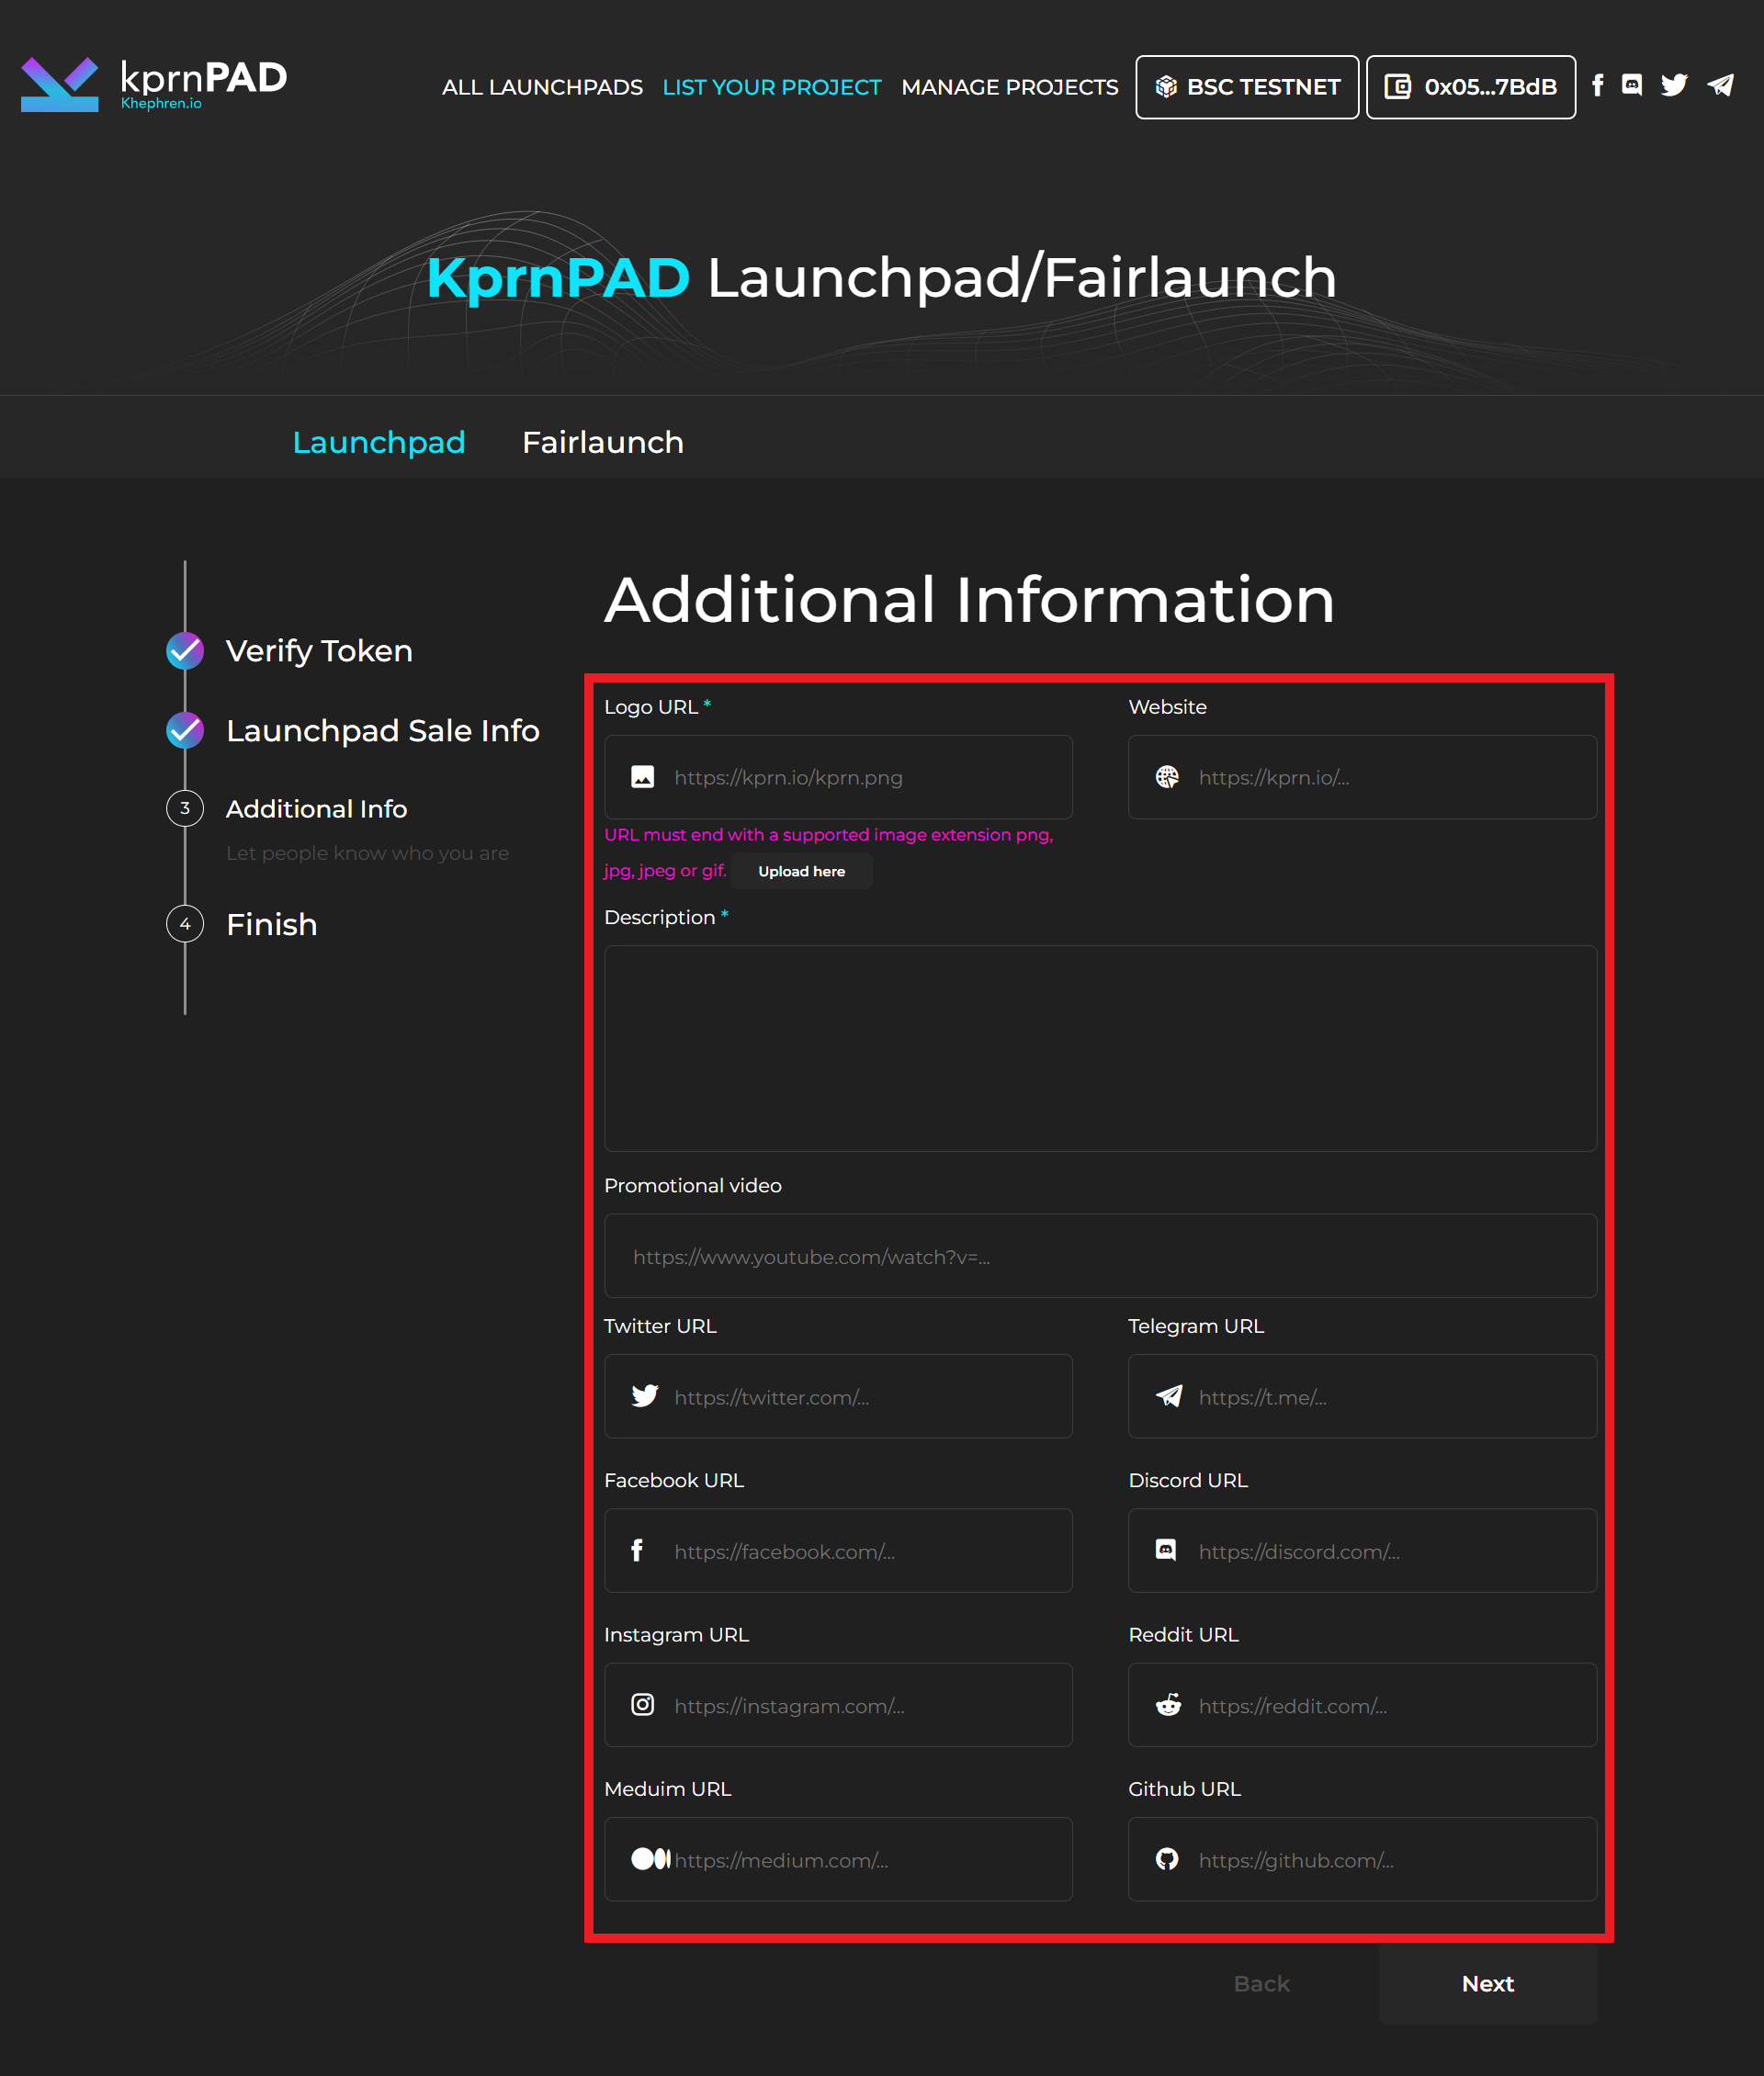 kprnPAD
Khephren.io
ALL LAUNCHPADS LIST YOUR PROJECT MANAGE PROJECTS BSC TESTNET 0x05...7BdB
KprnPAD Launchpad/Fairlaunch
Launchpad Fairlaunch
Verify Token
Launchpad Sale Info
3 Additional Info
Let people know who you are
4 Finish
Additional Information
Logo URL * Website
https://kprn.io/kprn.png https://kprn.io/...
URL must end with a supported image extension png,
jpg, jpeg or gif. Upload here
Description *
Promotional video
https://www.youtube.com/watch?v=...
Twitter URL Telegram URL
https://twitter.com/... https://t.me/...
Facebook URL Discord URL
https://facebook.com/... https://discord.com/...
Instagram URL Reddit URL
https://instagram.com/... https://reddit.com/...
Meduim URL Github URL
https://medium.com/... https://github.com/...
Back Next